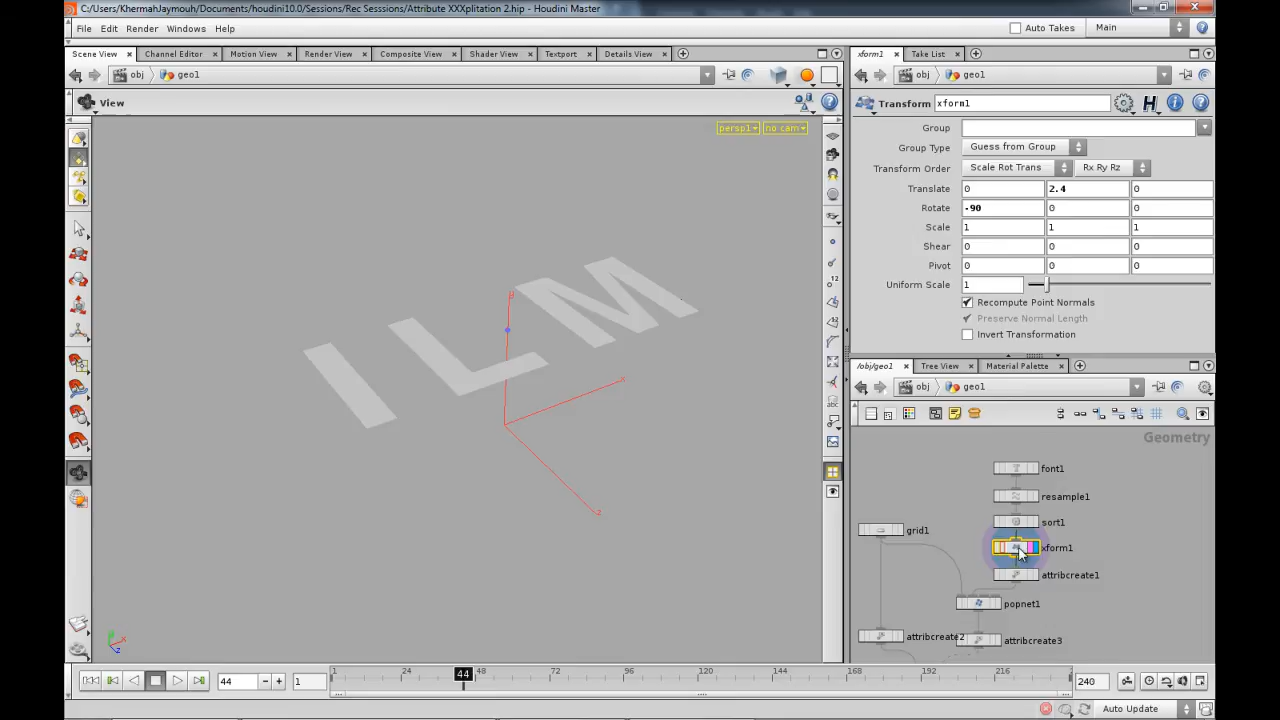 C:/Users/KhermahJaymouh/Documents/houdini10.0/Sessions/Rec Sesssions/Attribute XXXplitation 2.hip - Houdini Master
File Edit Render Windows Help
Auto Takes Main
Scene View Channel Editor Motion View Render View Composite View Shader View Textport Details View
xform1 Take List
obj geo1
obj geo1
View
Transform xform1
persp1 no cam
Group
Group Type Guess from Group
Transform Order Scale Rot Trans Rx Ry Rz
Translate 0 2.4 0
Rotate -90 0 0
Scale 1 1 1
Shear 0 0 0
Pivot 0 0 0
Uniform Scale 1
Recompute Point Normals
Preserve Normal Length
Invert Transformation
I L M
y
x
z
/obj/geo1 Tree View Material Palette
obj geo1
Geometry
font1
resample1
sort1
grid1
xform1
attribcreate1
popnet1
attribcreate2
attribcreate3
1 24 44 48 72 96 120 144 168 192 216
44 1 240
Auto Update